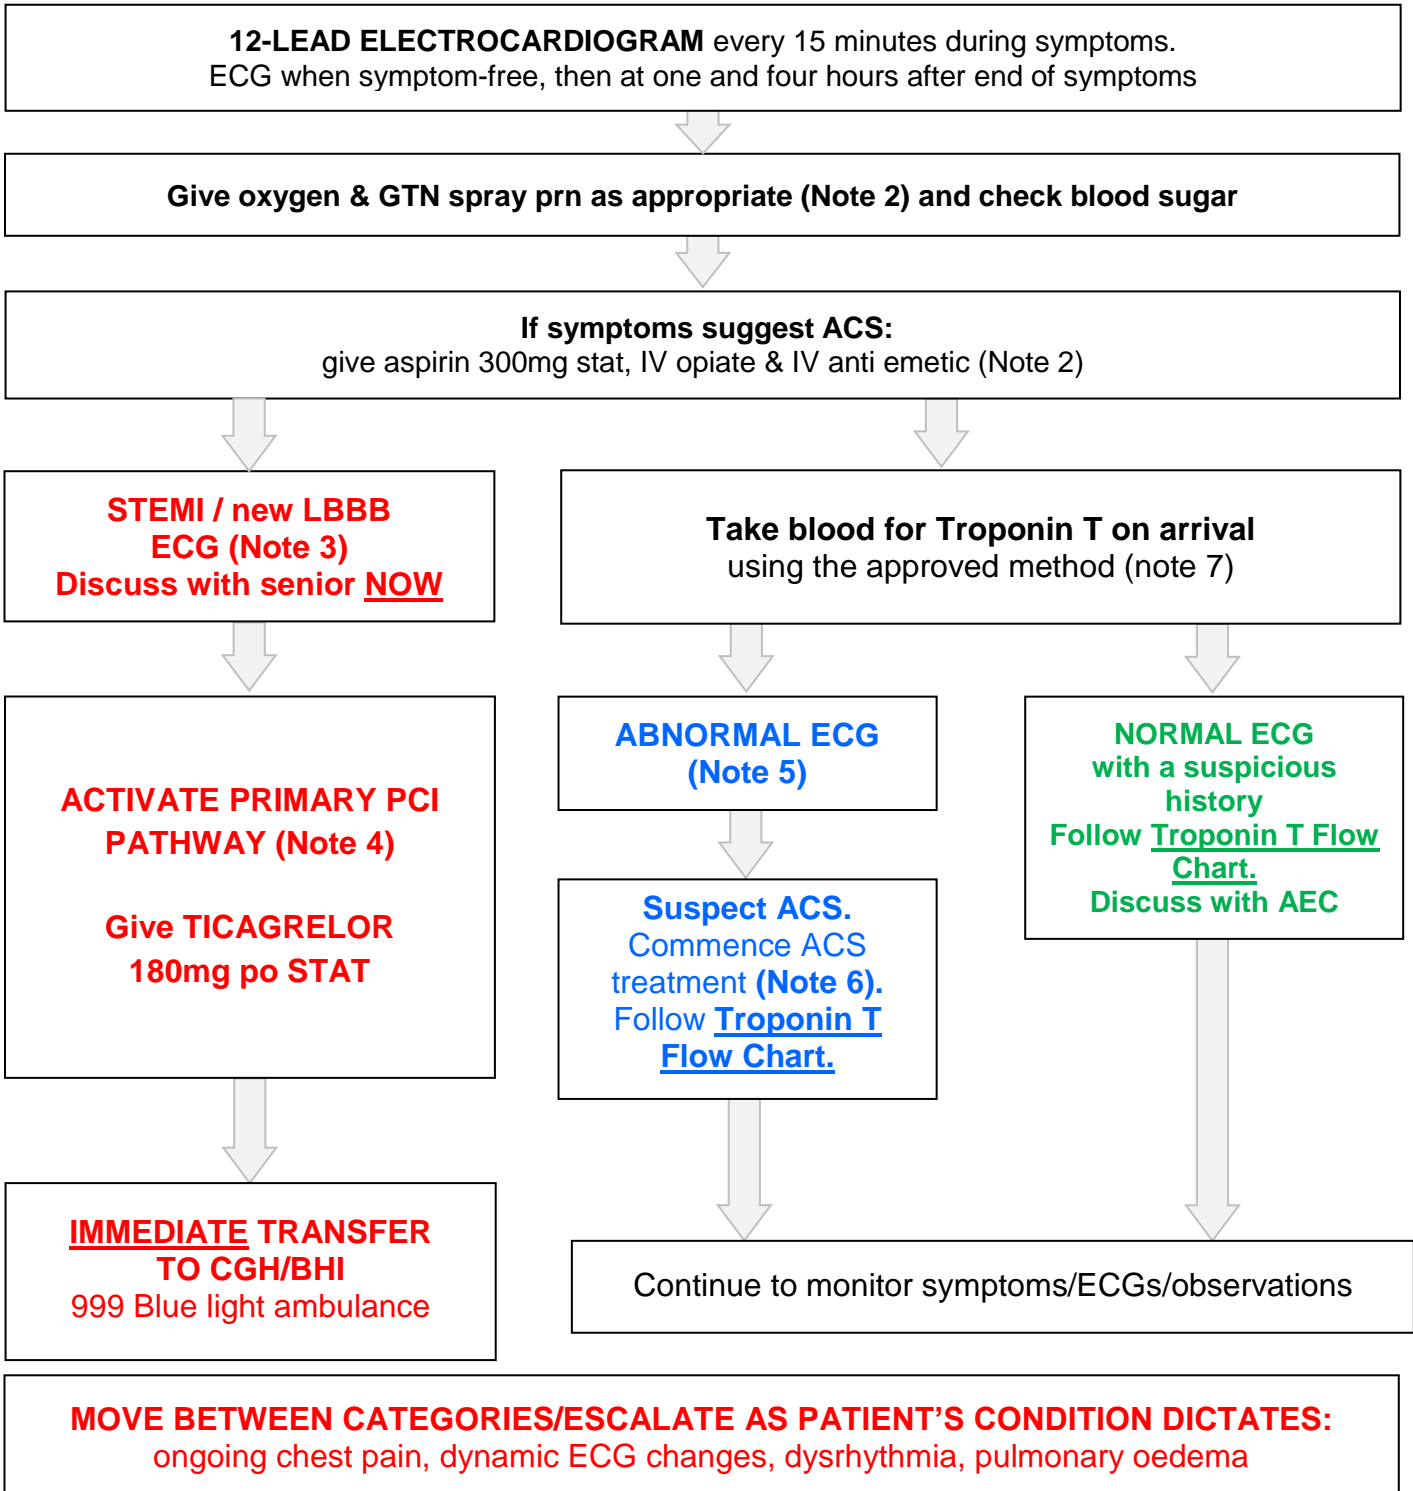 12-LEAD ELECTROCARDIOGRAM every 15 minutes during symptoms.
ECG when symptom-free, then at one and four hours after end of symptoms
Give oxygen & GTN spray prn as appropriate (Note 2) and check blood sugar
If symptoms suggest ACS:
give aspirin 300mg stat, IV opiate & IV anti emetic (Note 2)
STEMI / new LBBB
ECG (Note 3)
Discuss with senior NOW
Take blood for Troponin T on arrival
using the approved method (note 7)
ACTIVATE PRIMARY PCI
PATHWAY (Note 4)
Give TICAGRELOR
180mg po STAT
ABNORMAL ECG
(Note 5)
NORMAL ECG
with a suspicious
history
Follow Troponin T Flow
Chart.
Discuss with AEC
Suspect ACS.
Commence ACS
treatment (Note 6).
Follow Troponin T
Flow Chart.
IMMEDIATE TRANSFER
TO CGH/BHI
999 Blue light ambulance
Continue to monitor symptoms/ECGs/observations
MOVE BETWEEN CATEGORIES/ESCALATE AS PATIENT'S CONDITION DICTATES:
ongoing chest pain, dynamic ECG changes, dysrhythmia, pulmonary oedema